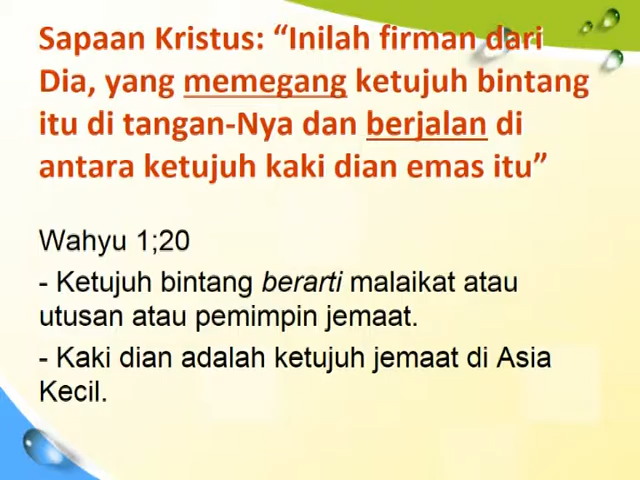 Sapaan Kristus: “Inilah firman dari
Dia, yang memegang ketujuh bintang
itu di tangan-Nya dan berjalan di
antara ketujuh kaki dian emas itu”
Wahyu 1;20
- Ketujuh bintang berarti malaikat atau
utusan atau pemimpin jemaat.
- Kaki dian adalah ketujuh jemaat di Asia
Kecil.